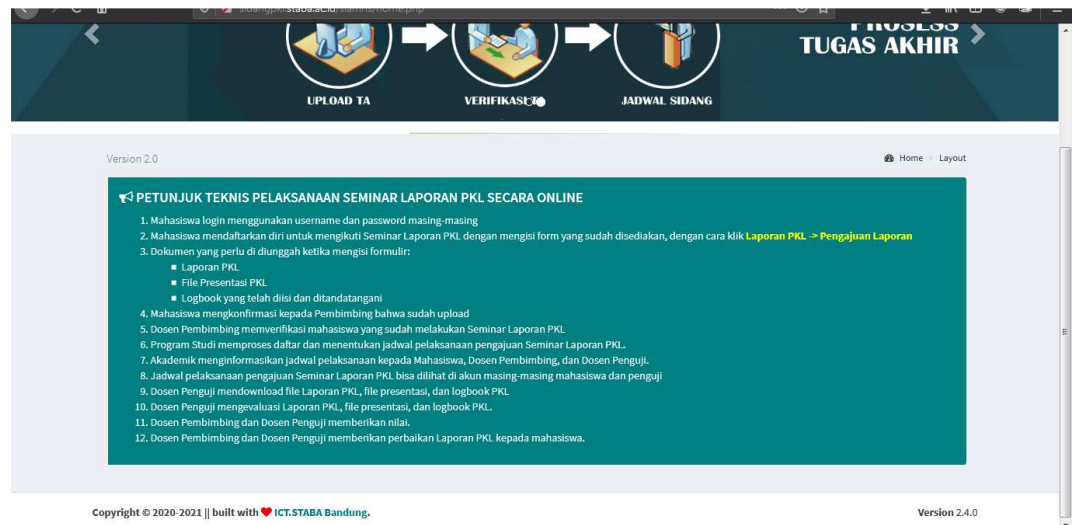 sidangpkl.staba.ac.id/siamhs/home.php
PROSESS
TUGAS AKHIR
UPLOAD TA
VERIFIKASI
JADWAL SIDANG
Version 2.0
Home > Layout
PETUNJUK TEKNIS PELAKSANAAN SEMINAR LAPORAN PKL SECARA ONLINE
1. Mahasiswa login menggunakan username dan password masing-masing
2. Mahasiswa mendaftarkan diri untuk mengikuti Seminar Laporan PKL dengan mengisi form yang sudah disediakan, dengan cara klik Laporan PKL -> Pengajuan Laporan
3. Dokumen yang perlu di diunggah ketika mengisi formulir:
■ Laporan PKL
■ File Presentasi PKL
■ Logbook yang telah diisi dan ditandatangani
4. Mahasiswa mengkonfirmasi kepada Pembimbing bahwa sudah upload
5. Dosen Pembimbing memverifikasi mahasiswa yang sudah melakukan Seminar Laporan PKL
6. Program Studi memproses daftar dan menentukan jadwal pelaksanaan pengajuan Seminar Laporan PKL.
7. Akademik menginformasikan jadwal pelaksanaan kepada Mahasiswa, Dosen Pembimbing, dan Dosen Penguji.
8. Jadwal pelaksanaan pengajuan Seminar Laporan PKL bisa dilihat di akun masing-masing mahasiswa dan penguji
9. Dosen Penguji mendownload file Laporan PKL, file presentasi, dan logbook PKL
10. Dosen Penguji mengevaluasi Laporan PKL, file presentasi, dan logbook PKL.
11. Dosen Pembimbing dan Dosen Penguji memberikan nilai.
12. Dosen Pembimbing dan Dosen Penguji memberikan perbaikan Laporan PKL kepada mahasiswa.
Copyright © 2020-2021 || built with ❤ ICT.STABA Bandung.
Version 2.4.0